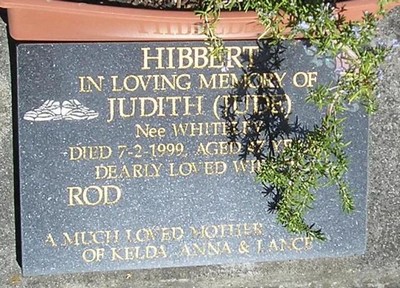 HIBBERT
IN LOVING MEMORY OF
JUDITH (JUDE)
Nee
DIED 7-2-1999, AGED
DEARLY LOVED
ROD
A MUCH LOVED MOTHER
OF KELDA, ANNA & LANCE